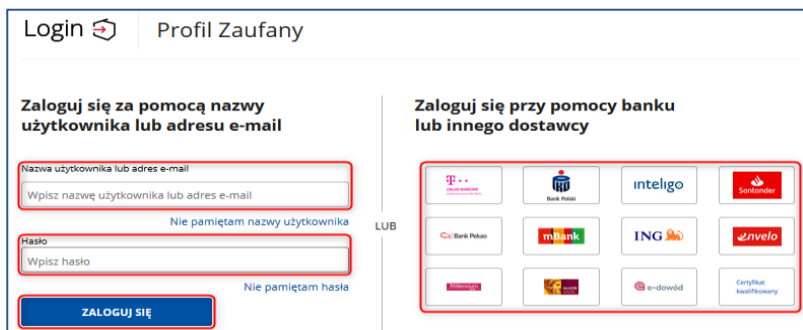 Login
Profil Zaufany
Zaloguj się za pomocą nazwy
użytkownika lub adresu e-mail
Nazwa użytkownika lub adres e-mail
Wpisz nazwę użytkownika lub adres e-mail
Nie pamiętam nazwy użytkownika
Hasło
Wpisz hasło
Nie pamiętam hasła
ZALOGUJ SIĘ
LUB
Zaloguj się przy pomocy banku
lub innego dostawcy
T
USŁUGI BANKOWE
Bank Polski
inteligo
Santander
Bank Pekao
mBank
ING
envelo
Millennium
e-dowód
Certyfikat
kwalifikowany